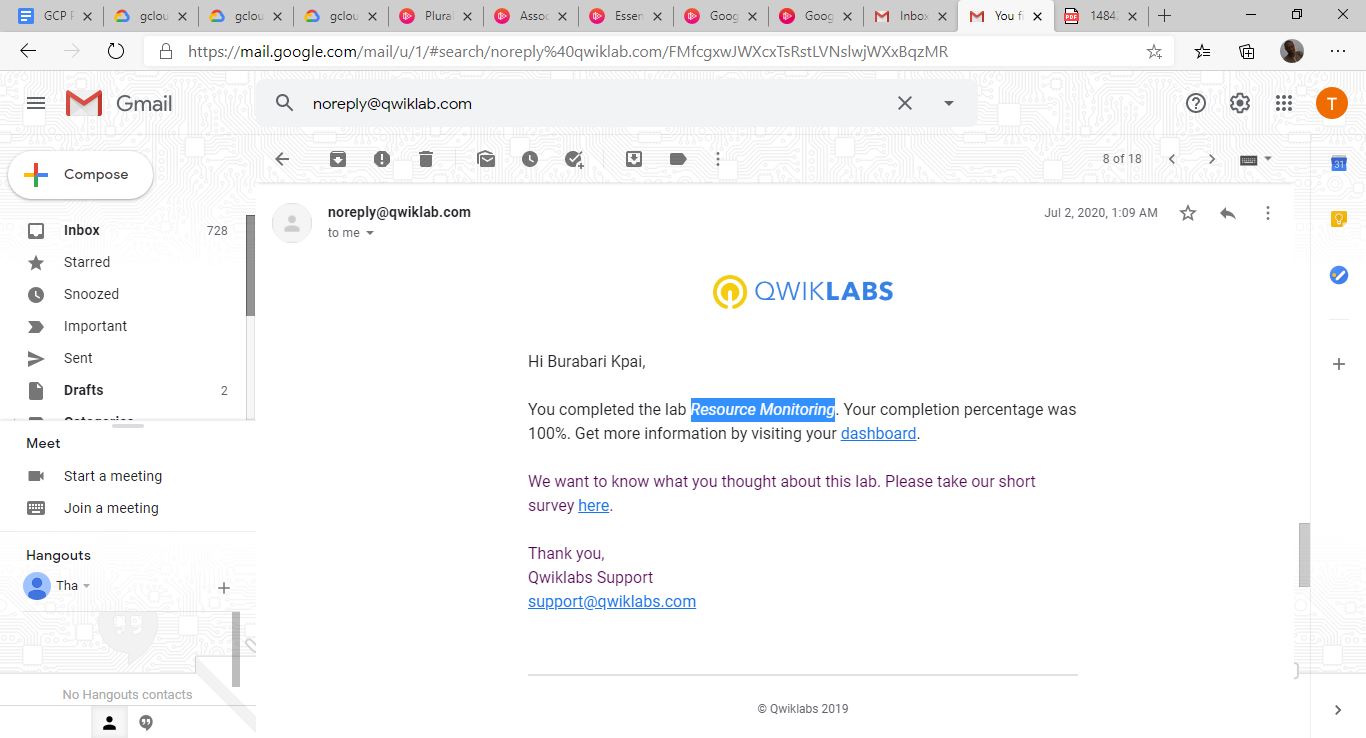 GCP F
gclou
gclou
gclou
Plural
Assoc
Essen
Goog
Goog
Inbox
You fi
PDF
1484
https://mail.google.com/mail/u/1/#search/noreply%40qwiklab.com/FMfcgxwJWXcxTsRstLVNslwjWXxBqzMR
Gmail
noreply@qwiklab.com
T
Compose
8 of 18
31
Inbox 728
Starred
Snoozed
Important
Sent
Drafts 2
Categories
Meet
Start a meeting
Join a meeting
Hangouts
Tha
No Hangouts contacts
noreply@qwiklab.com
Jul 2, 2020, 1:09 AM
to me
QWIKLABS
Hi Burabari Kpai,
You completed the lab Resource Monitoring. Your completion percentage was
100%. Get more information by visiting your dashboard.
We want to know what you thought about this lab. Please take our short
survey here.
Thank you,
Qwiklabs Support
support@qwiklabs.com
© Qwiklabs 2019